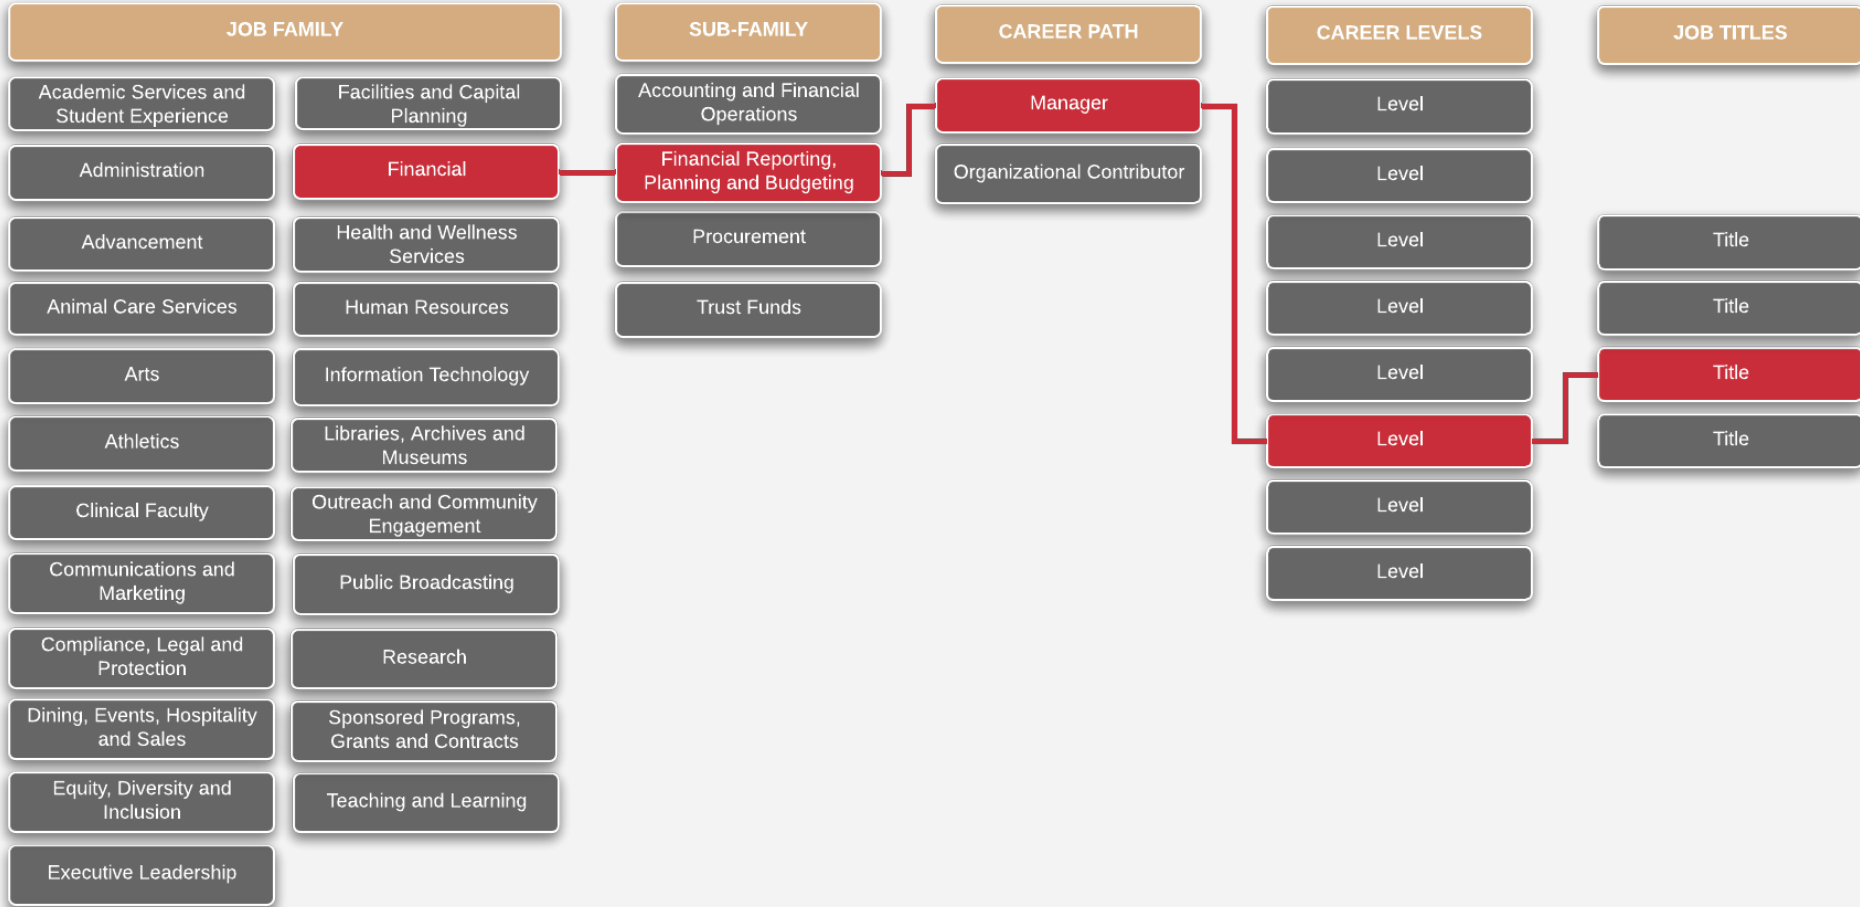 JOB FAMILY
Academic Services and
Student Experience
Administration
Advancement
Animal Care Services
Arts
Athletics
Clinical Faculty
Communications and
Marketing
Compliance, Legal and
Protection
Dining, Events, Hospitality
and Sales
Equity, Diversity and
Inclusion
Executive Leadership
Facilities and Capital
Planning
Financial
Health and Wellness
Services
Human Resources
Information Technology
Libraries, Archives and
Museums
Outreach and Community
Engagement
Public Broadcasting
Research
Sponsored Programs,
Grants and Contracts
Teaching and Learning
SUB-FAMILY
Accounting and Financial
Operations
Financial Reporting,
Planning and Budgeting
Procurement
Trust Funds
CAREER PATH
Manager
Organizational Contributor
CAREER LEVELS
Level
Level
Level
Level
Level
Level
Level
Level
JOB TITLES
Title
Title
Title
Title